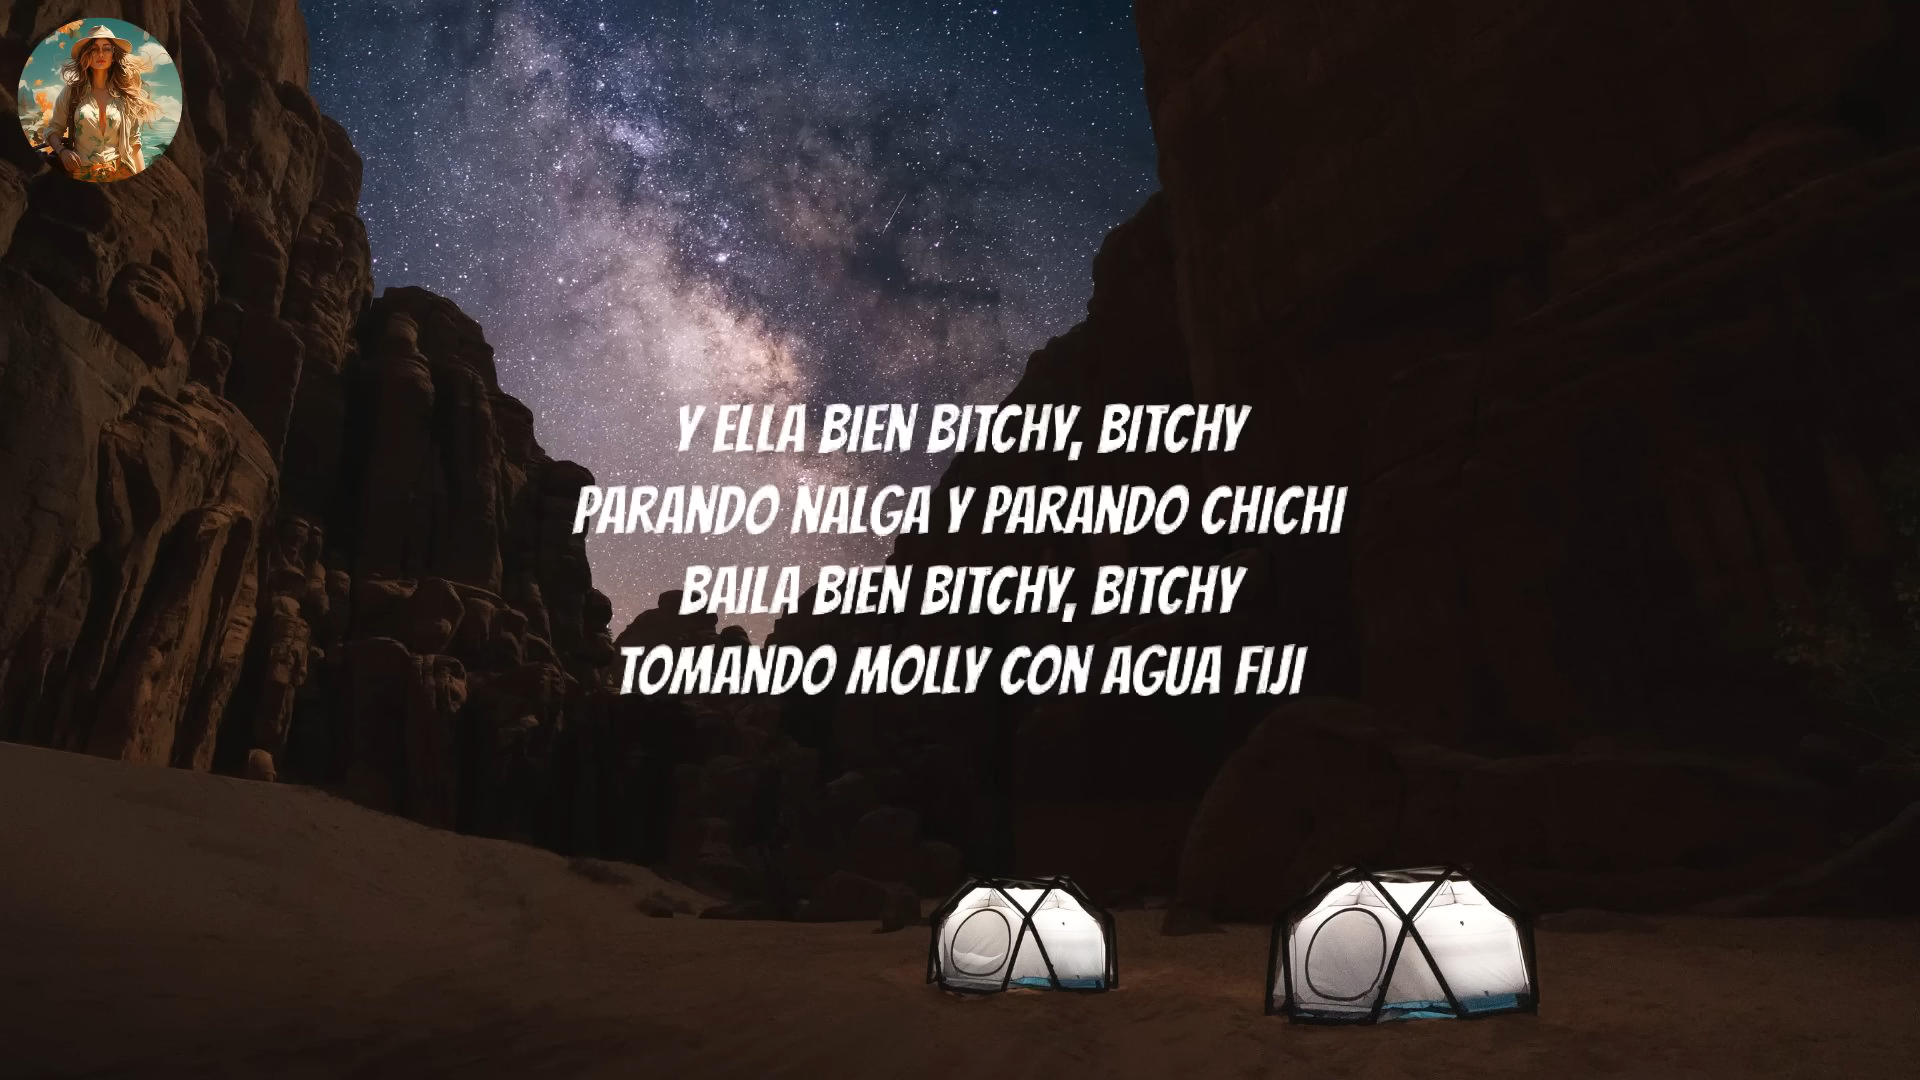 Y ELLA BIEN BITCHY, BITCHY
PARANDO NALGA Y PARANDO CHICHI
BAILA BIEN BITCHY, BITCHY
TOMANDO MOLLY CON AGUA FIJI